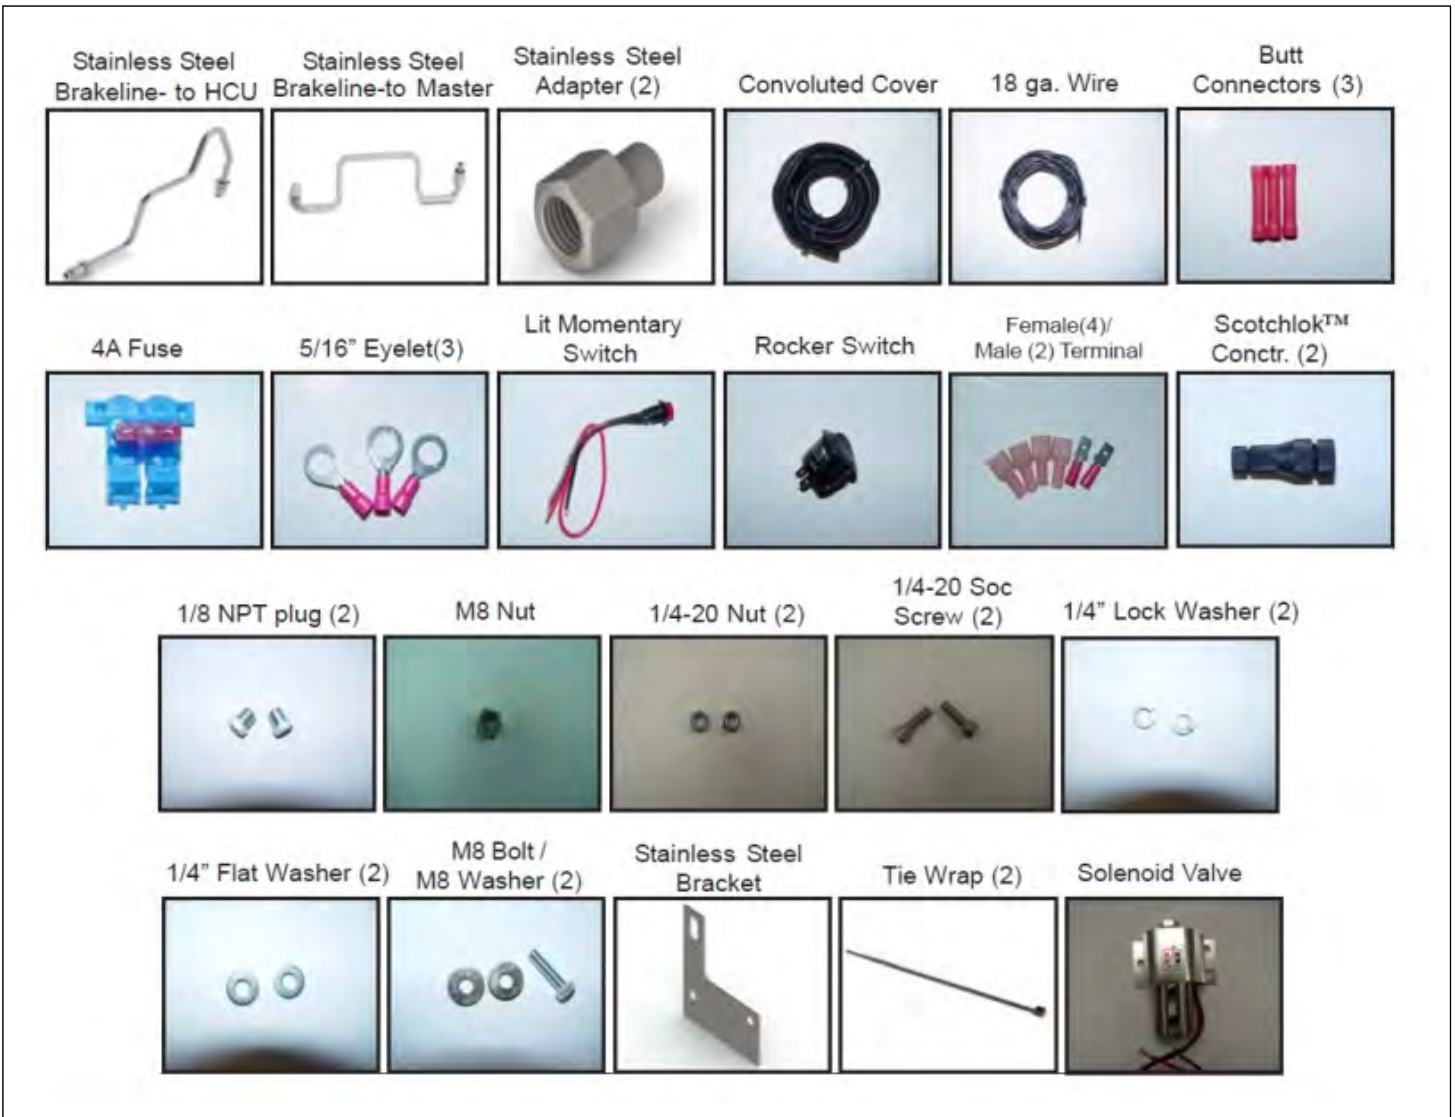 Stainless Steel
Brakeline- to HCU
Stainless Steel
Brakeline-to Master
Stainless Steel
Adapter (2)
Convoluted Cover
18 ga. Wire
Butt
Connectors (3)
4A Fuse
5/16” Eyelet(3)
Lit Momentary
Switch
Rocker Switch
Female(4)/
Male (2) Terminal
Scotchlok™
Conctr. (2)
1/8 NPT plug (2)
M8 Nut
1/4-20 Nut (2)
1/4-20 Soc
Screw (2)
1/4” Lock Washer (2)
1/4” Flat Washer (2)
M8 Bolt /
M8 Washer (2)
Stainless Steel
Bracket
Tie Wrap (2)
Solenoid Valve